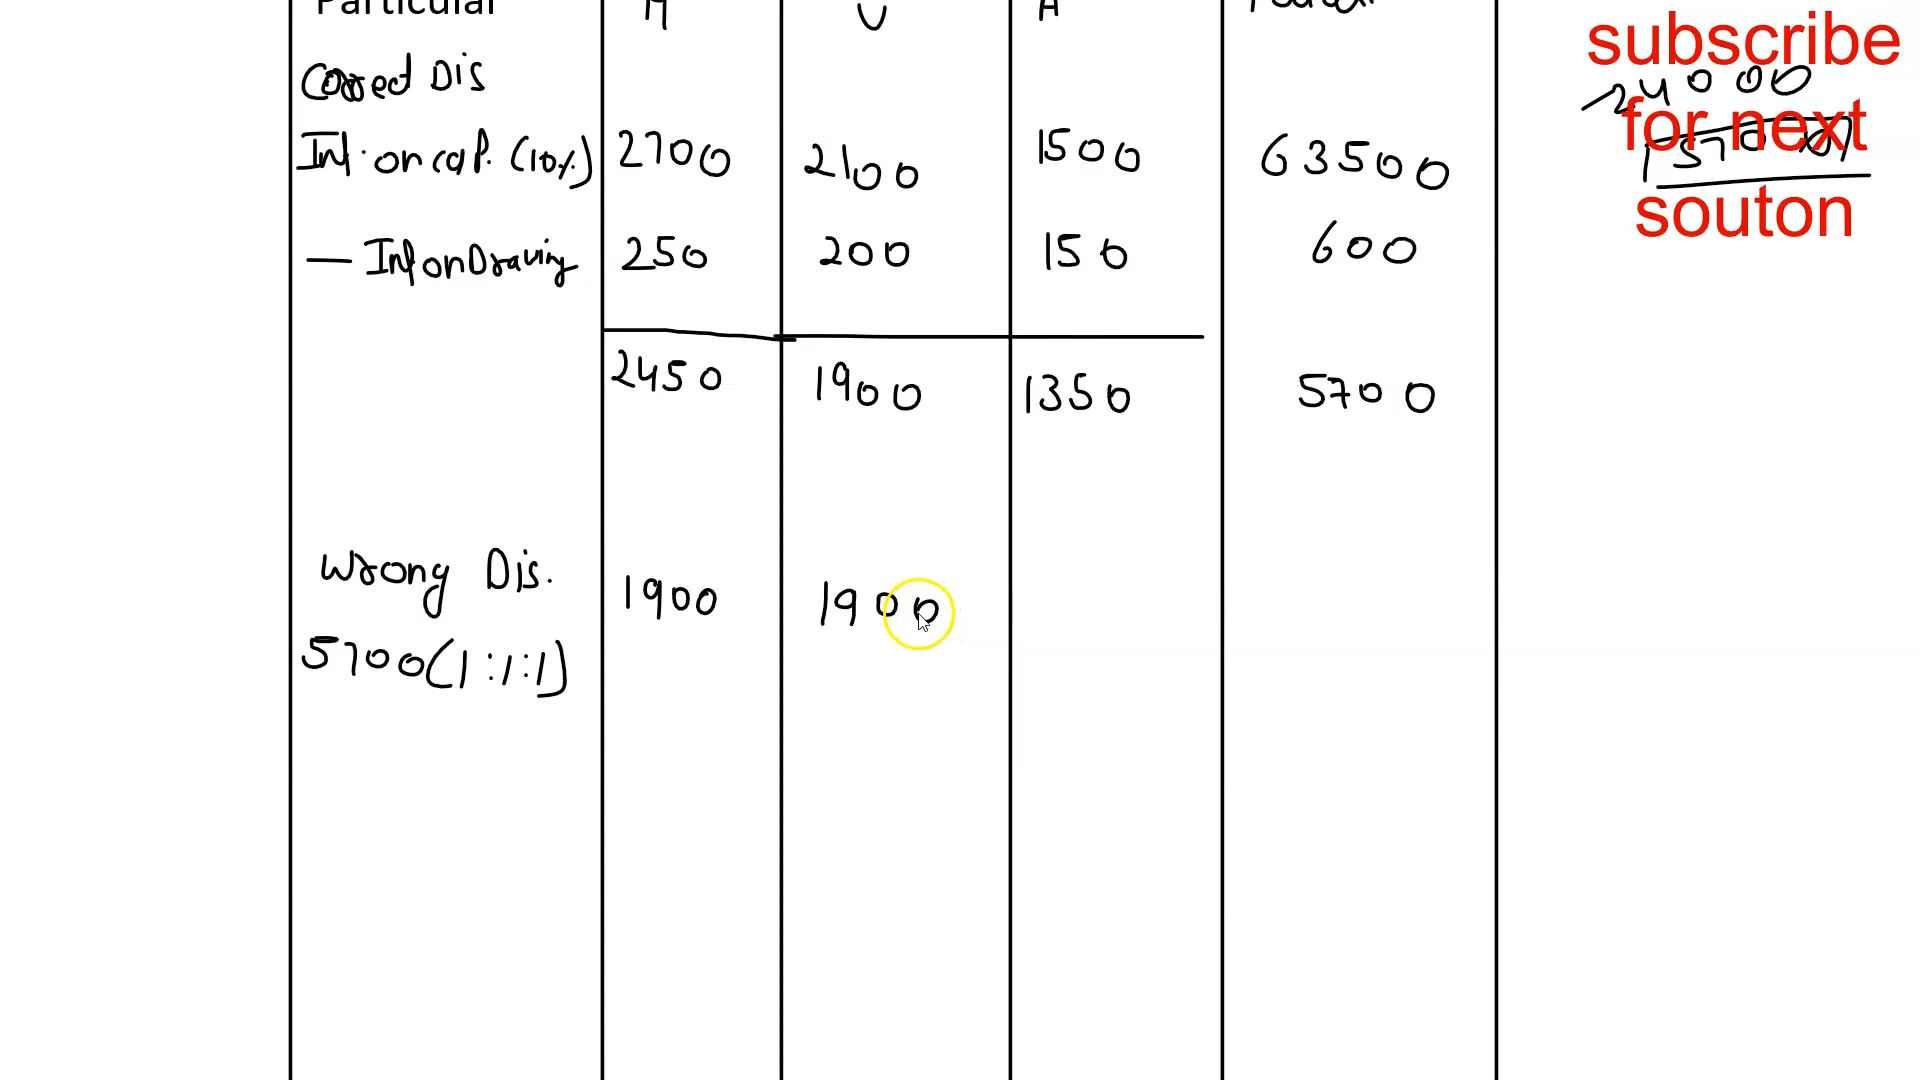 Particular M V A
Correct Dis
Int. on cap. (10%) 2700 2100 1500 63500
— Int on Drawing 250 200 150 600
2450 1900 1350 5700
Wrong Dis. 1900 1900
5700(1:1:1)
subscribe
24000
for next
souton